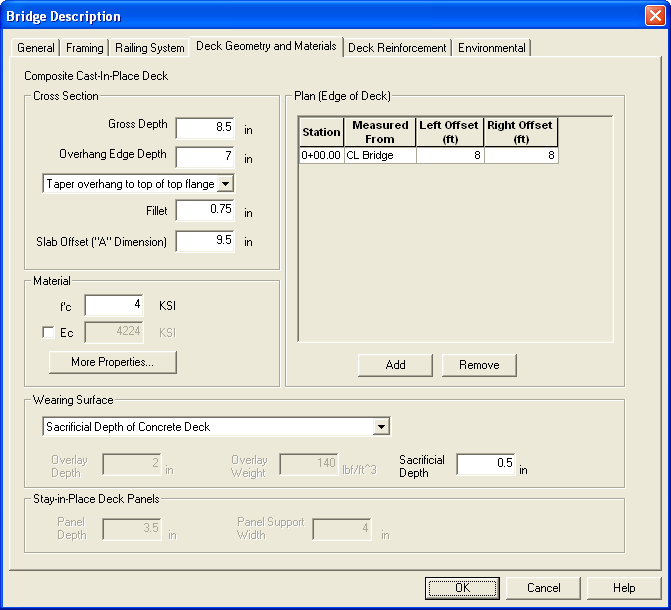 Bridge Description
General Framing Railing System Deck Geometry and Materials Deck Reinforcement Environmental
Composite Cast-In-Place Deck
Cross Section
Gross Depth 8.5 in
Overhang Edge Depth 7 in
Taper overhang to top of top flange
Fillet 0.75 in
Slab Offset ("A" Dimension) 9.5 in
Plan (Edge of Deck)
Station Measured From Left Offset (ft) Right Offset (ft)
0+00.00 CL Bridge 8 8
Add Remove
Material
f'c 4 KSI
Ec 4224 KSI
More Properties...
Wearing Surface
Sacrificial Depth of Concrete Deck
Overlay Depth 2 in Overlay Weight 140 lbf/ft^3 Sacrificial Depth 0.5 in
Stay-in-Place Deck Panels
Panel Depth 3.5 in Panel Support Width 4 in
OK Cancel Help